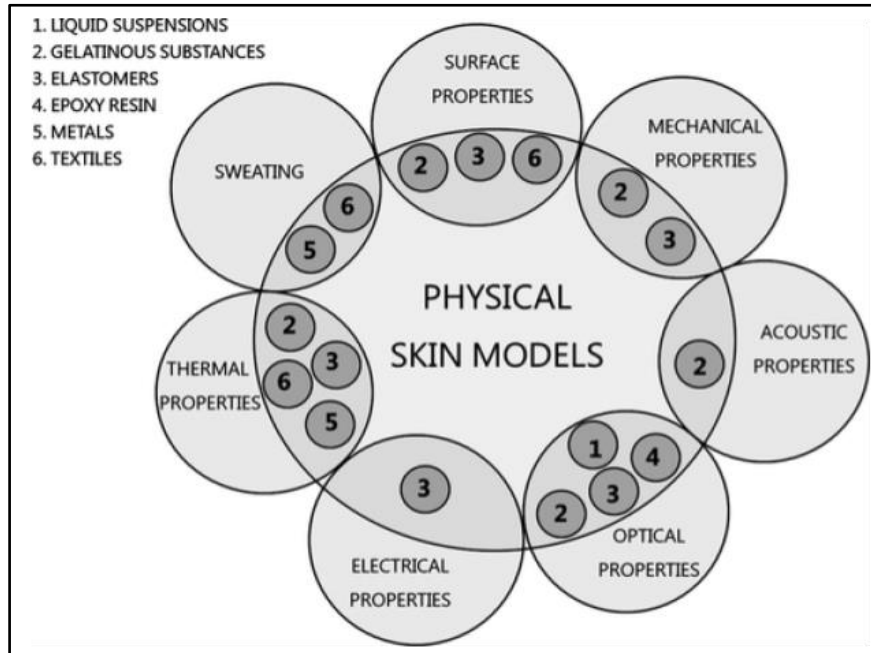 1. LIQUID SUSPENSIONS
2. GELATINOUS SUBSTANCES
3. ELASTOMERS
4. EPOXY RESIN
5. METALS
6. TEXTILES
SURFACE
PROPERTIES
2 3 6
MECHANICAL
PROPERTIES
2
3
SWEATING
6
5
PHYSICAL
SKIN MODELS
ACOUSTIC
PROPERTIES
2
THERMAL
PROPERTIES
2
3
6
5
ELECTRICAL
PROPERTIES
3
OPTICAL
PROPERTIES
1
4
3
2